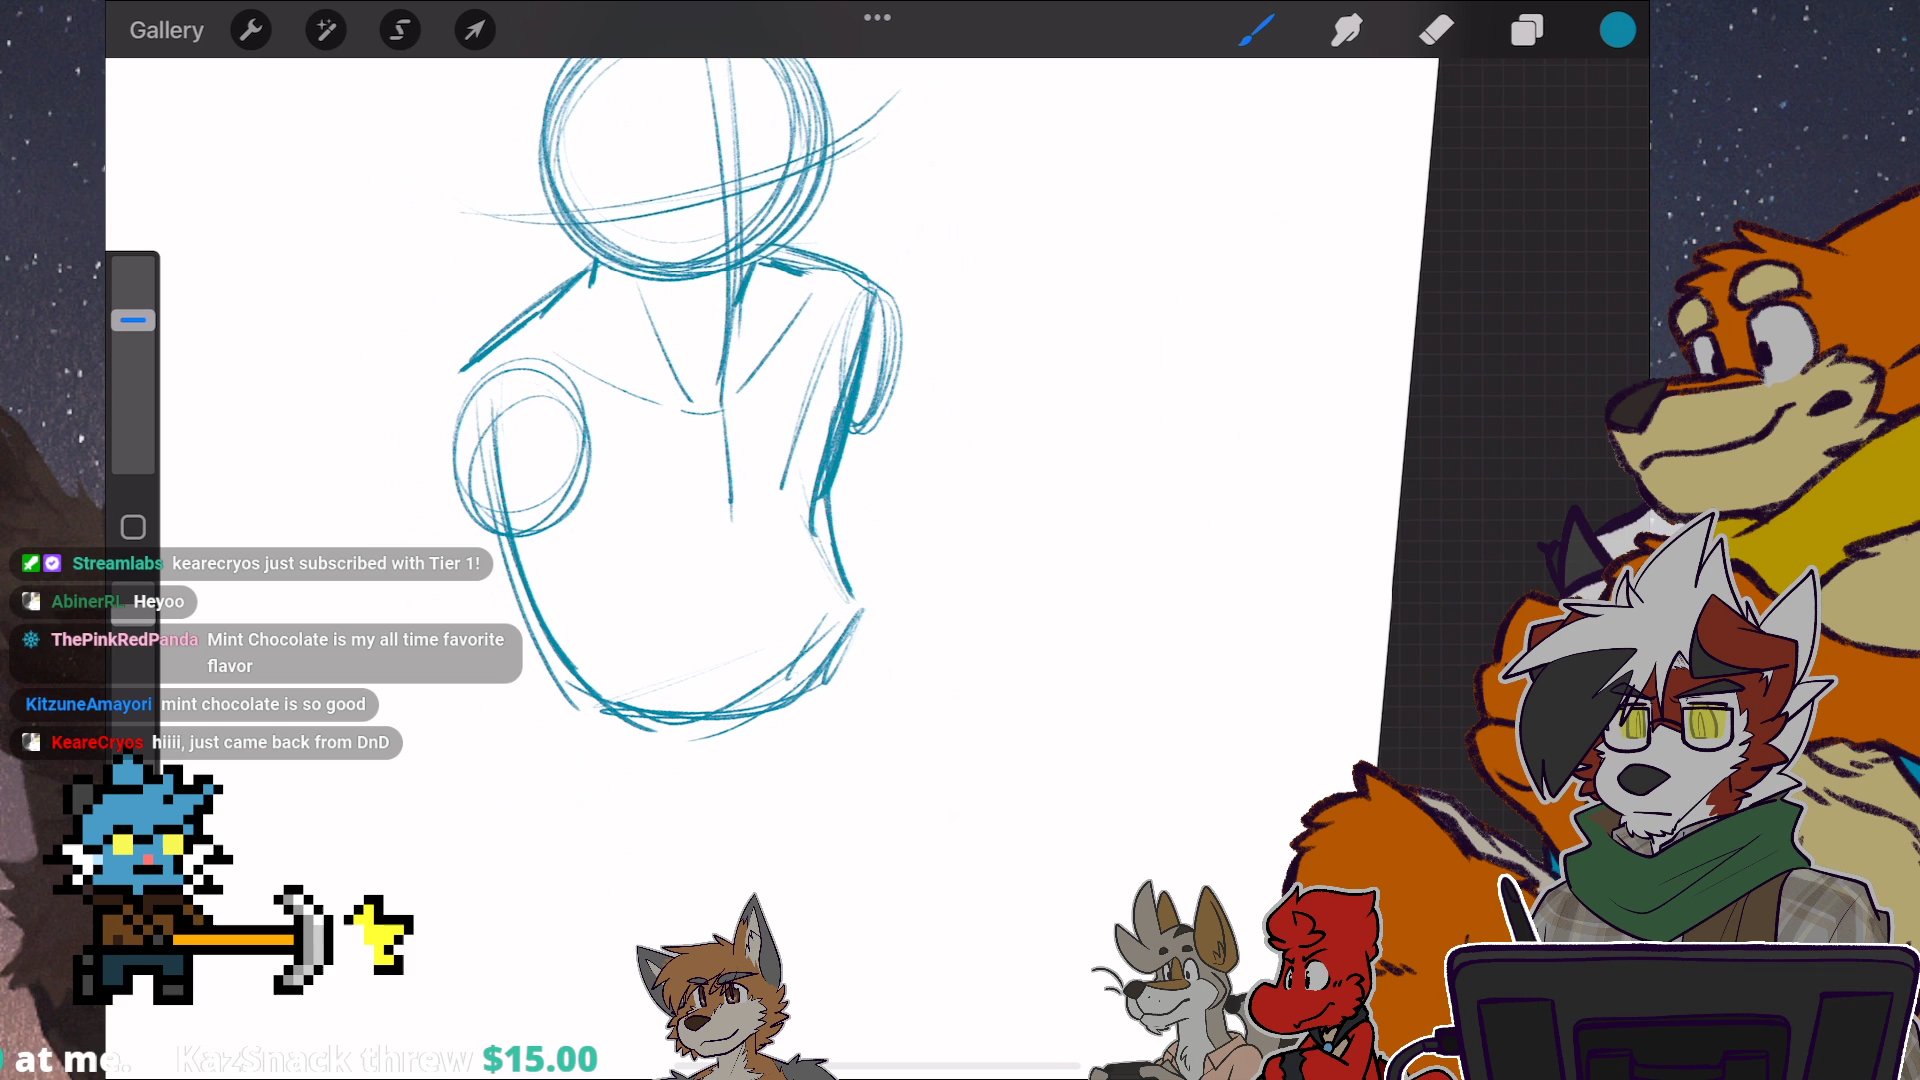 Gallery
Streamlabs kearecryos just subscribed with Tier 1!
AbinerRL Heyoo
ThePinkRedPanda Mint Chocolate is my all time favorite
flavor
KitzuneAmayori mint chocolate is so good
KeareCryos hiiii, just came back from DnD
at me. KazSnack threw $15.00